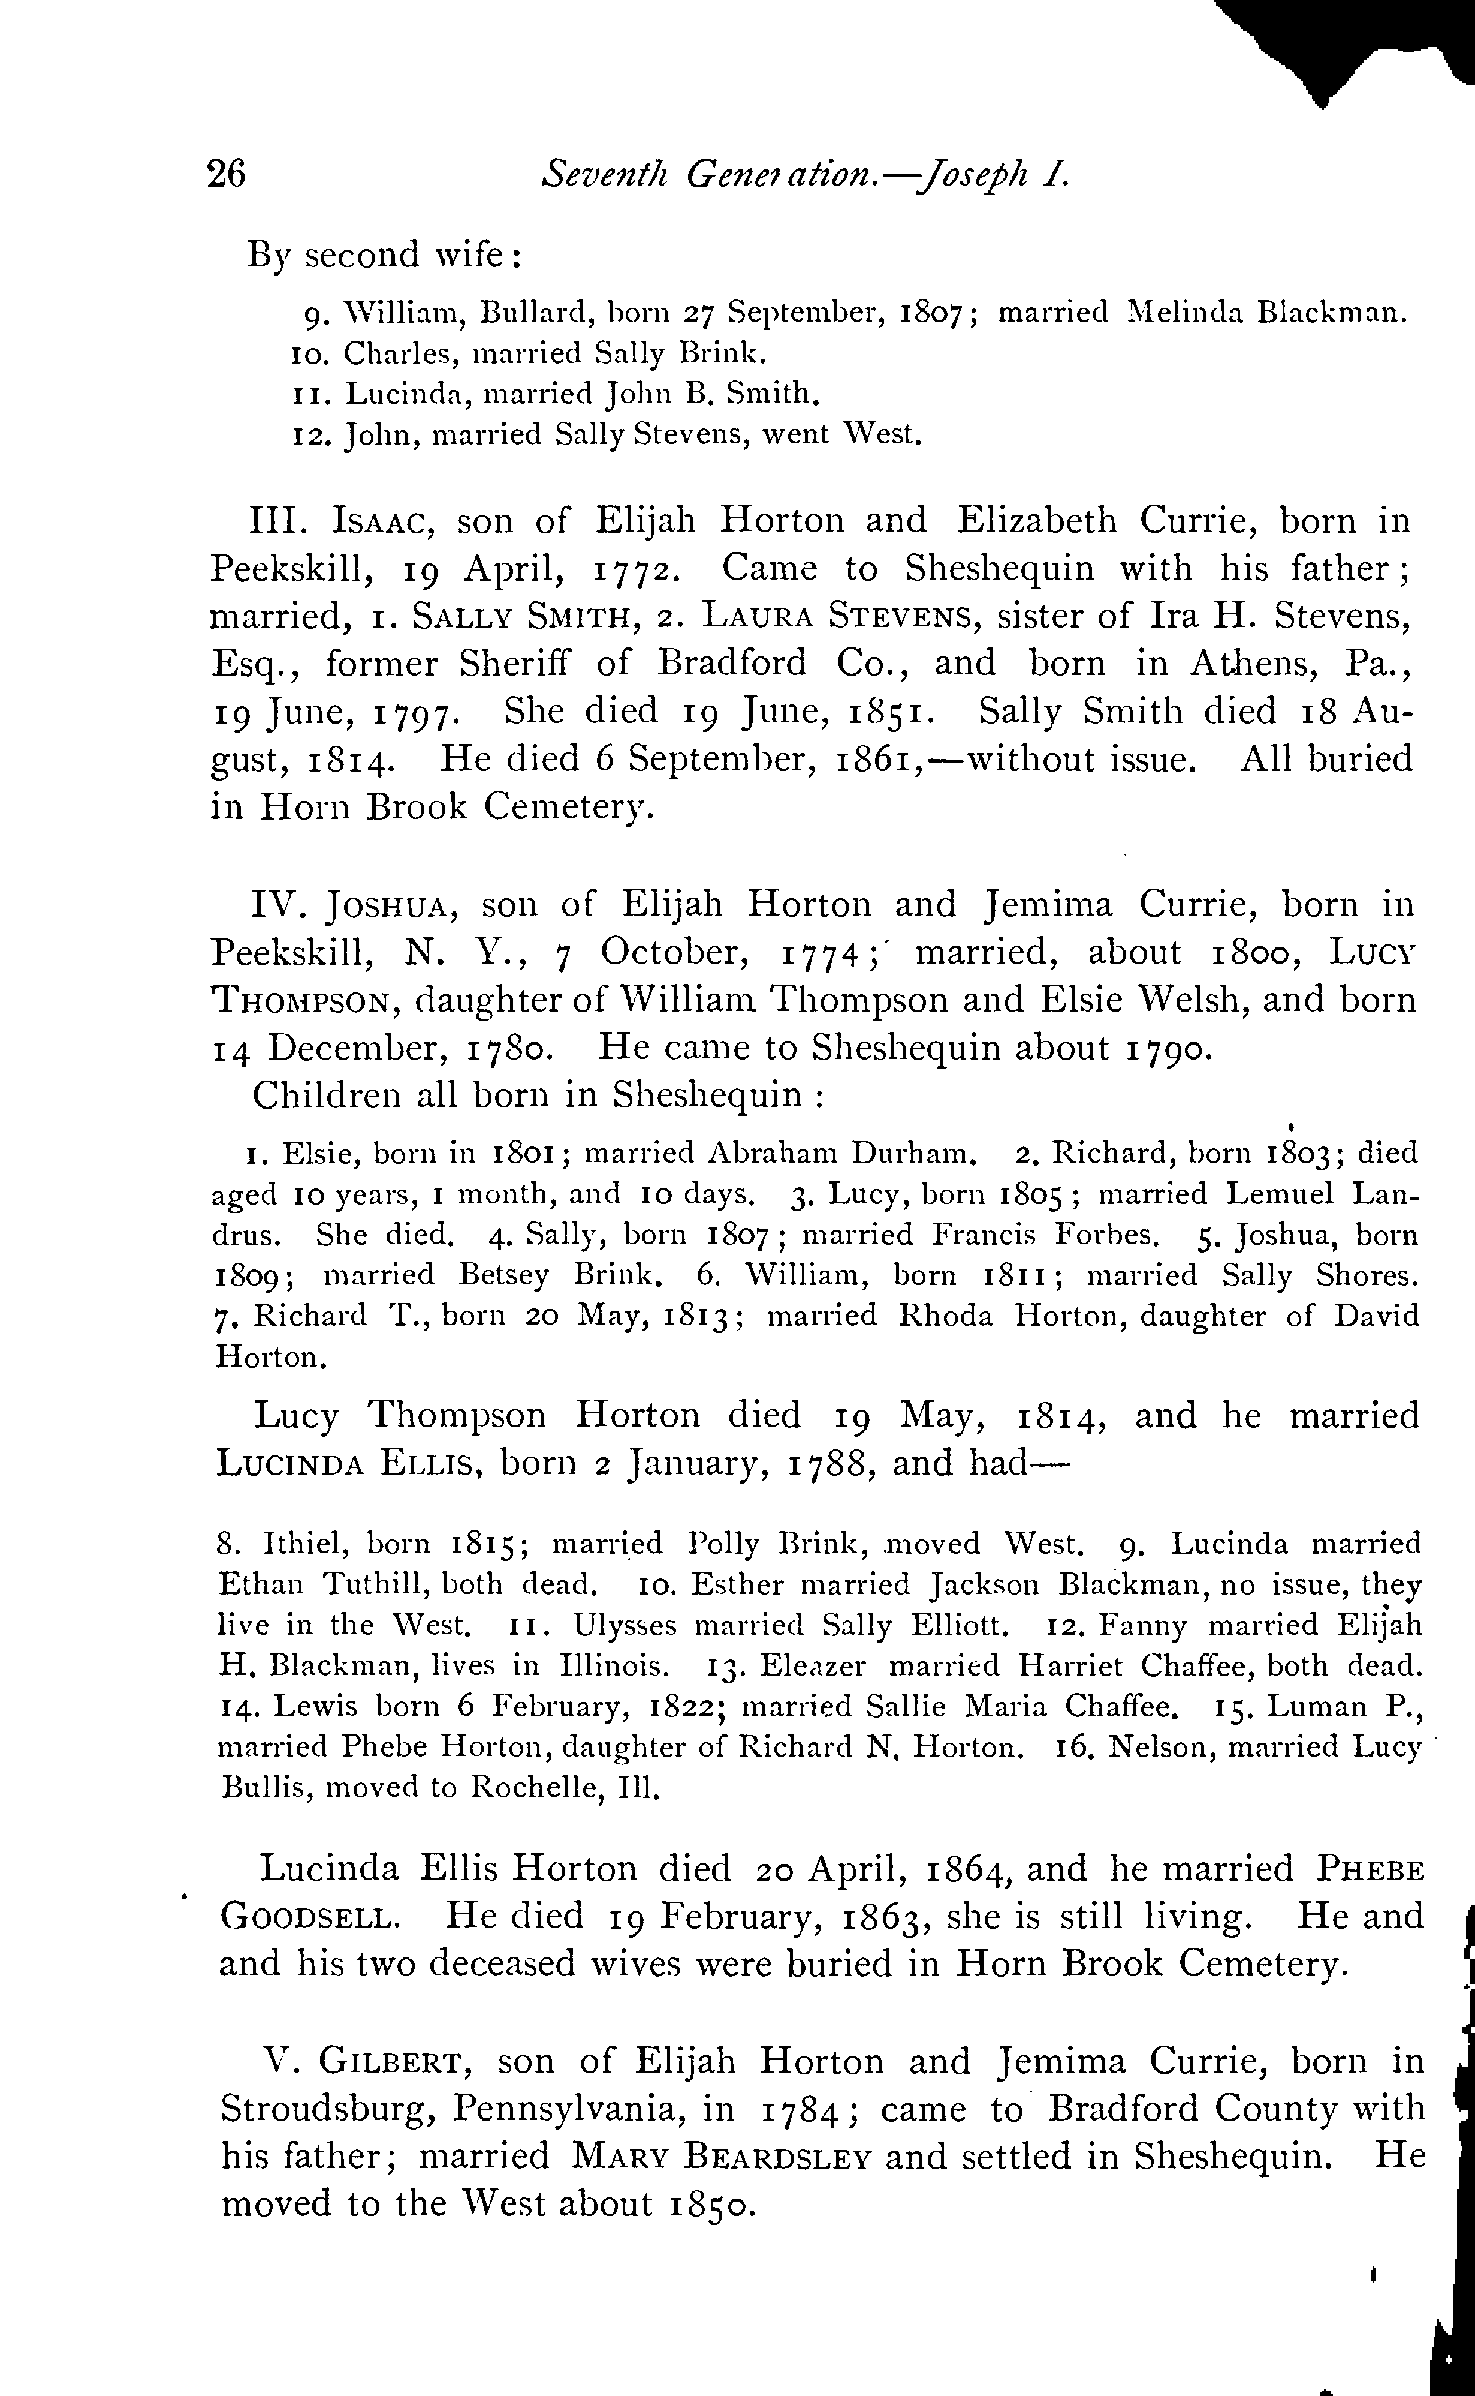 26 Seventh Generation.—Joseph I.
By second wife:
9. William, Bullard, born 27 September, 1807; married Melinda Blackman.
10. Charles, married Sally Brink.
11. Lucinda, married John B. Smith.
12. John, married Sally Stevens, went West.
III. ISAAC, son of Elijah Horton and Elizabeth Currie, born in
Peekskill, 19 April, 1772. Came to Sheshequin with his father;
married, 1. SALLY SMITH, 2. LAURA STEVENS, sister of Ira H. Stevens,
Esq., former Sheriff of Bradford Co., and born in Athens, Pa.,
19 June, 1797. She died 19 June, 1851. Sally Smith died 18 Au-
gust, 1814. He died 6 September, 1861,—without issue. All buried
in Horn Brook Cemetery.
IV. JOSHUA, son of Elijah Horton and Jemima Currie, born in
Peekskill, N. Y., 7 October, 1774; married, about 1800, LUCY
THOMPSON, daughter of William Thompson and Elsie Welsh, and born
14 December, 1780. He came to Sheshequin about 1790.
Children all born in Sheshequin :
1. Elsie, born in 1801; married Abraham Durham. 2. Richard, born 1803; died
aged 10 years, 1 month, and 10 days. 3. Lucy, born 1805; married Lemuel Lan-
drus. She died. 4. Sally, born 1807; married Francis Forbes. 5. Joshua, born
1809; married Betsey Brink. 6. William, born 1811; married Sally Shores.
7. Richard T., born 20 May, 1813; married Rhoda Horton, daughter of David
Horton.
Lucy Thompson Horton died 19 May, 1814, and he married
LUCINDA ELLIS, born 2 January, 1788, and had—
8. Ithiel, born 1815; married Polly Brink, moved West. 9. Lucinda married
Ethan Tuthill, both dead. 10. Esther married Jackson Blackman, no issue, they
live in the West. 11. Ulysses married Sally Elliott. 12. Fanny married Elijah
H. Blackman, lives in Illinois. 13. Eleazer married Harriet Chaffee, both dead.
14. Lewis born 6 February, 1822; married Sallie Maria Chaffee. 15. Luman P.,
married Phebe Horton, daughter of Richard N. Horton. 16. Nelson, married Lucy
Bullis, moved to Rochelle, Ill.
Lucinda Ellis Horton died 20 April, 1864, and he married PHEBE
GOODSELL. He died 19 February, 1863, she is still living. He and
and his two deceased wives were buried in Horn Brook Cemetery.
V. GILBERT, son of Elijah Horton and Jemima Currie, born in
Stroudsburg, Pennsylvania, in 1784; came to Bradford County with
his father; married MARY BEARDSLEY and settled in Sheshequin. He
moved to the West about 1850.